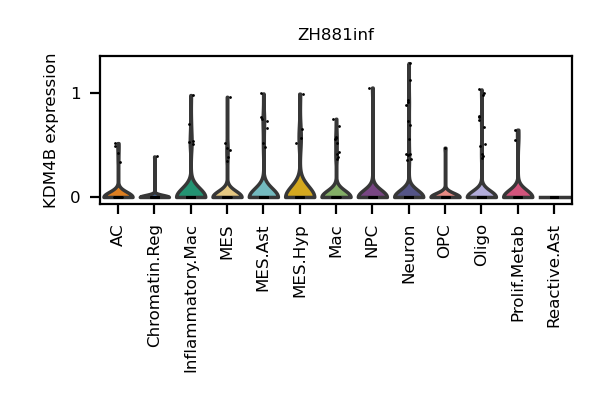 ZH881inf
KDM4B expression
1
0
AC
Chromatin.Reg
Inflammatory.Mac
MES
MES.Ast
MES.Hyp
Mac
NPC
Neuron
OPC
Oligo
Prolif.Metab
Reactive.Ast